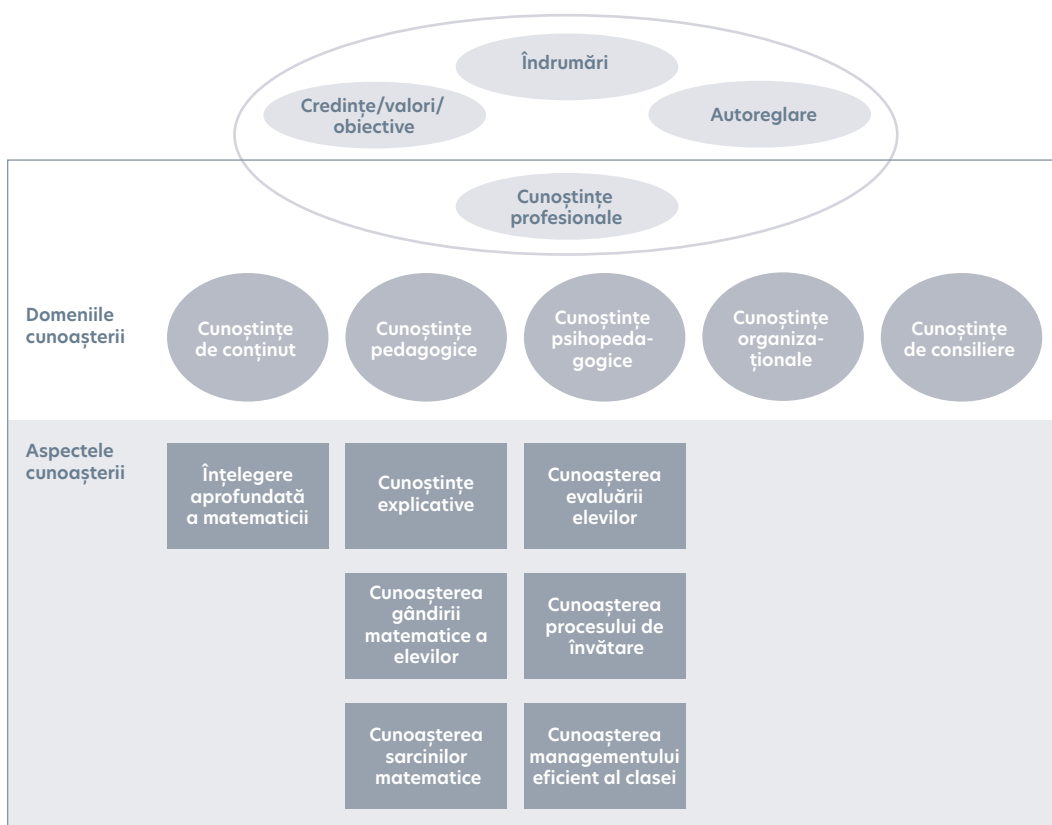 Îndrumări
Credințe/valori/
obiective
Autoreglare
Cunoștințe
profesionale
Domeniile
cunoașterii
Cunoștințe
de conținut
Cunoștințe
pedagogice
Cunoștințe
psihopeda-
gogice
Cunoștințe
organiza-
ționale
Cunoștințe
de consiliere
Aspectele
cunoașterii
Înțelegere
aprofundată
a matematicii
Cunoștințe
explicative
Cunoașterea
evaluării
elevilor
Cunoașterea
gândirii
matematice a
elevilor
Cunoașterea
procesului de
învătare
Cunoașterea
sarcinilor
matematice
Cunoașterea
managementului
eficient al clasei